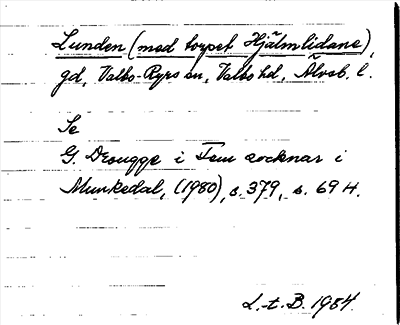 Lunden (med torpet Hjälmlidane),
gd, Valbo-Ryrs sn, Valbo hd, Älvsb. l.
Se
G. Drougge i Fem socknar i
Munkedal, (1980), s. 379, s. 694.
L.t.B. 1984.